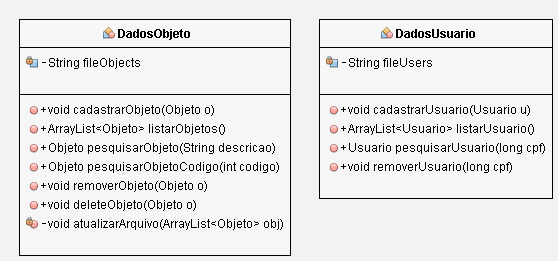 DadosObjeto
-String fileObjects
+void cadastrarObjeto(Objeto o)
+ArrayList<Objeto> listarObjetos()
+Objeto pesquisarObjeto(String descricao)
+Objeto pesquisarObjetoCodigo(int codigo)
+void removerObjeto(Objeto o)
+void deleteObjeto(Objeto o)
-void atualizarArquivo(ArrayList<Objeto> obj)
DadosUsuario
-String fileUsers
+void cadastrarUsuario(Usuario u)
+ArrayList<Usuario> listarUsuario()
+Usuario pesquisarUsuario(long cpf)
+void removerUsuario(long cpf)